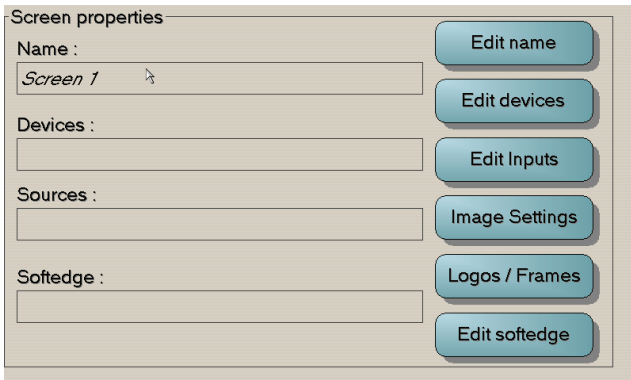 Screen properties
Name :
Screen 1
Devices :
Sources :
Softedge :
Edit name
Edit devices
Edit Inputs
Image Settings
Logos / Frames
Edit softedge